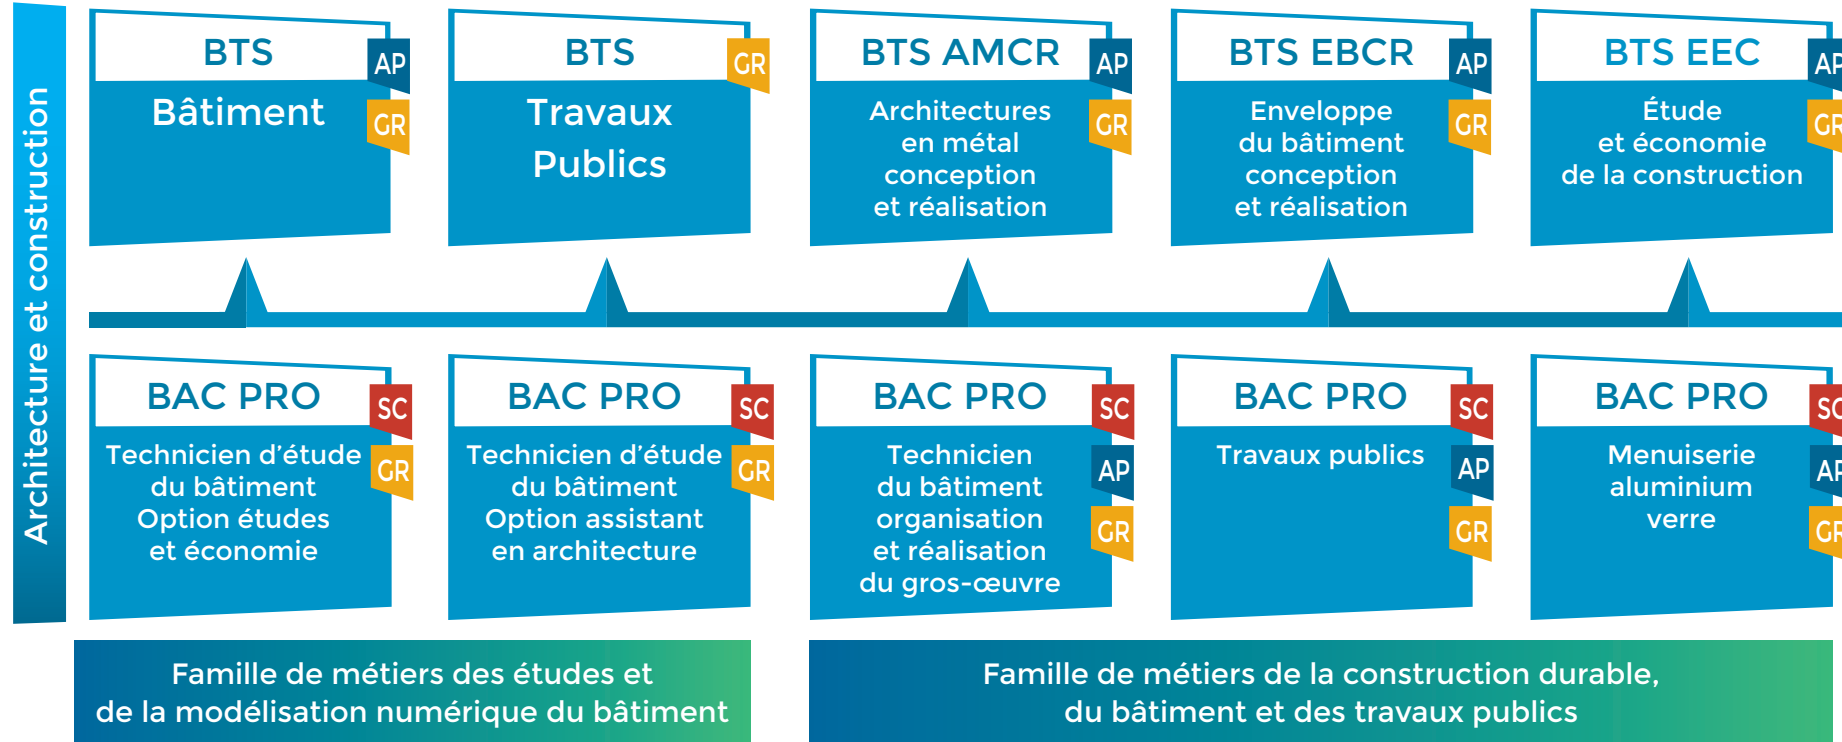 Architecture et construction
BTS
AP
GR
Bâtiment
BTS
GR
Travaux
Publics
BTS AMCR
AP
GR
Architectures
en métal
conception
et réalisation
BTS EBCR
AP
GR
Enveloppe
du bâtiment
conception
et réalisation
BTS EEC
AP
GR
Étude
et économie
de la construction
BAC PRO
SC
GR
Technicien d'étude
du bâtiment
Option études
et économie
BAC PRO
SC
GR
Technicien d'étude
du bâtiment
Option assistant
en architecture
BAC PRO
SC
AP
GR
Technicien
du bâtiment
organisation
et réalisation
du gros-œuvre
BAC PRO
SC
AP
GR
Travaux publics
BAC PRO
SC
AP
GR
Menuiserie
aluminium
verre
Famille de métiers des études et
de la modélisation numérique du bâtiment
Famille de métiers de la construction durable,
du bâtiment et des travaux publics